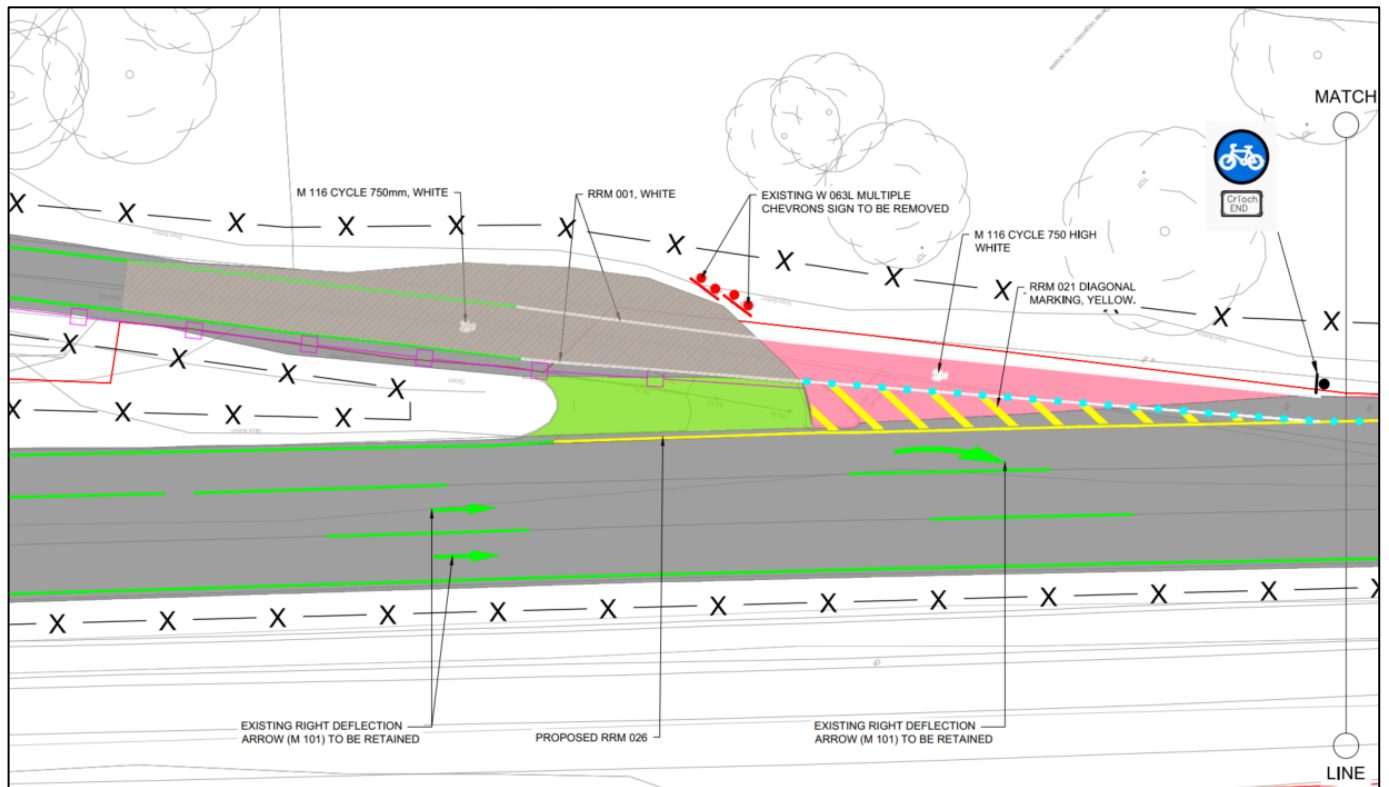 MATCH
CrToch
END
M 116 CYCLE 750mm, WHITE
RRM 001, WHITE
EXISTING W 063L MULTIPLE
CHEVRONS SIGN TO BE REMOVED
M 116 CYCLE 750 HIGH
WHITE
RRM 021 DIAGONAL
MARKING, YELLOW.
EXISTING RIGHT DEFLECTION
ARROW (M 101) TO BE RETAINED
PROPOSED RRM 026
EXISTING RIGHT DEFLECTION
ARROW (M 101) TO BE RETAINED
LINE